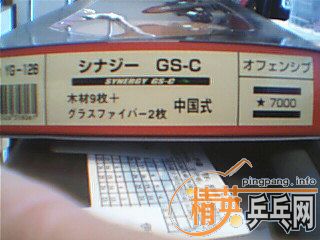 YG-126
シナジー GS-C
SYNERGY GS-C
木材9枚＋
グラスファイバー2枚
中国式
オフェンシブ
★ 7000
pingpang.info
精英乒乓网